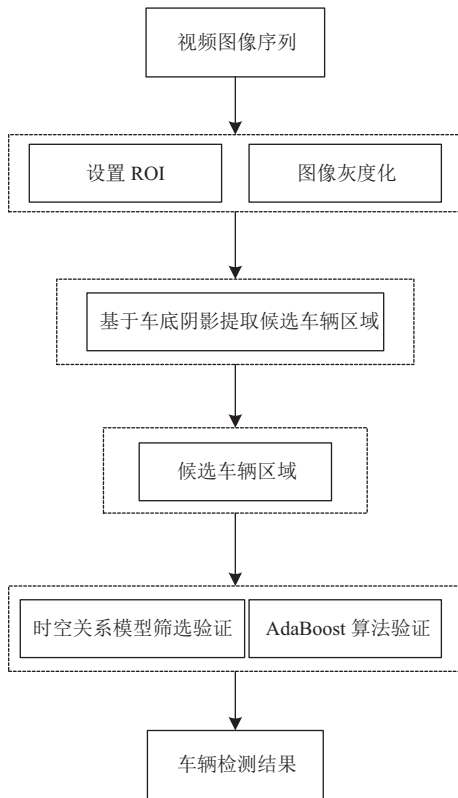 视频图像序列
设置 ROI
图像灰度化
基于车底阴影提取候选车辆区域
候选车辆区域
时空关系模型筛选验证
AdaBoost 算法验证
车辆检测结果